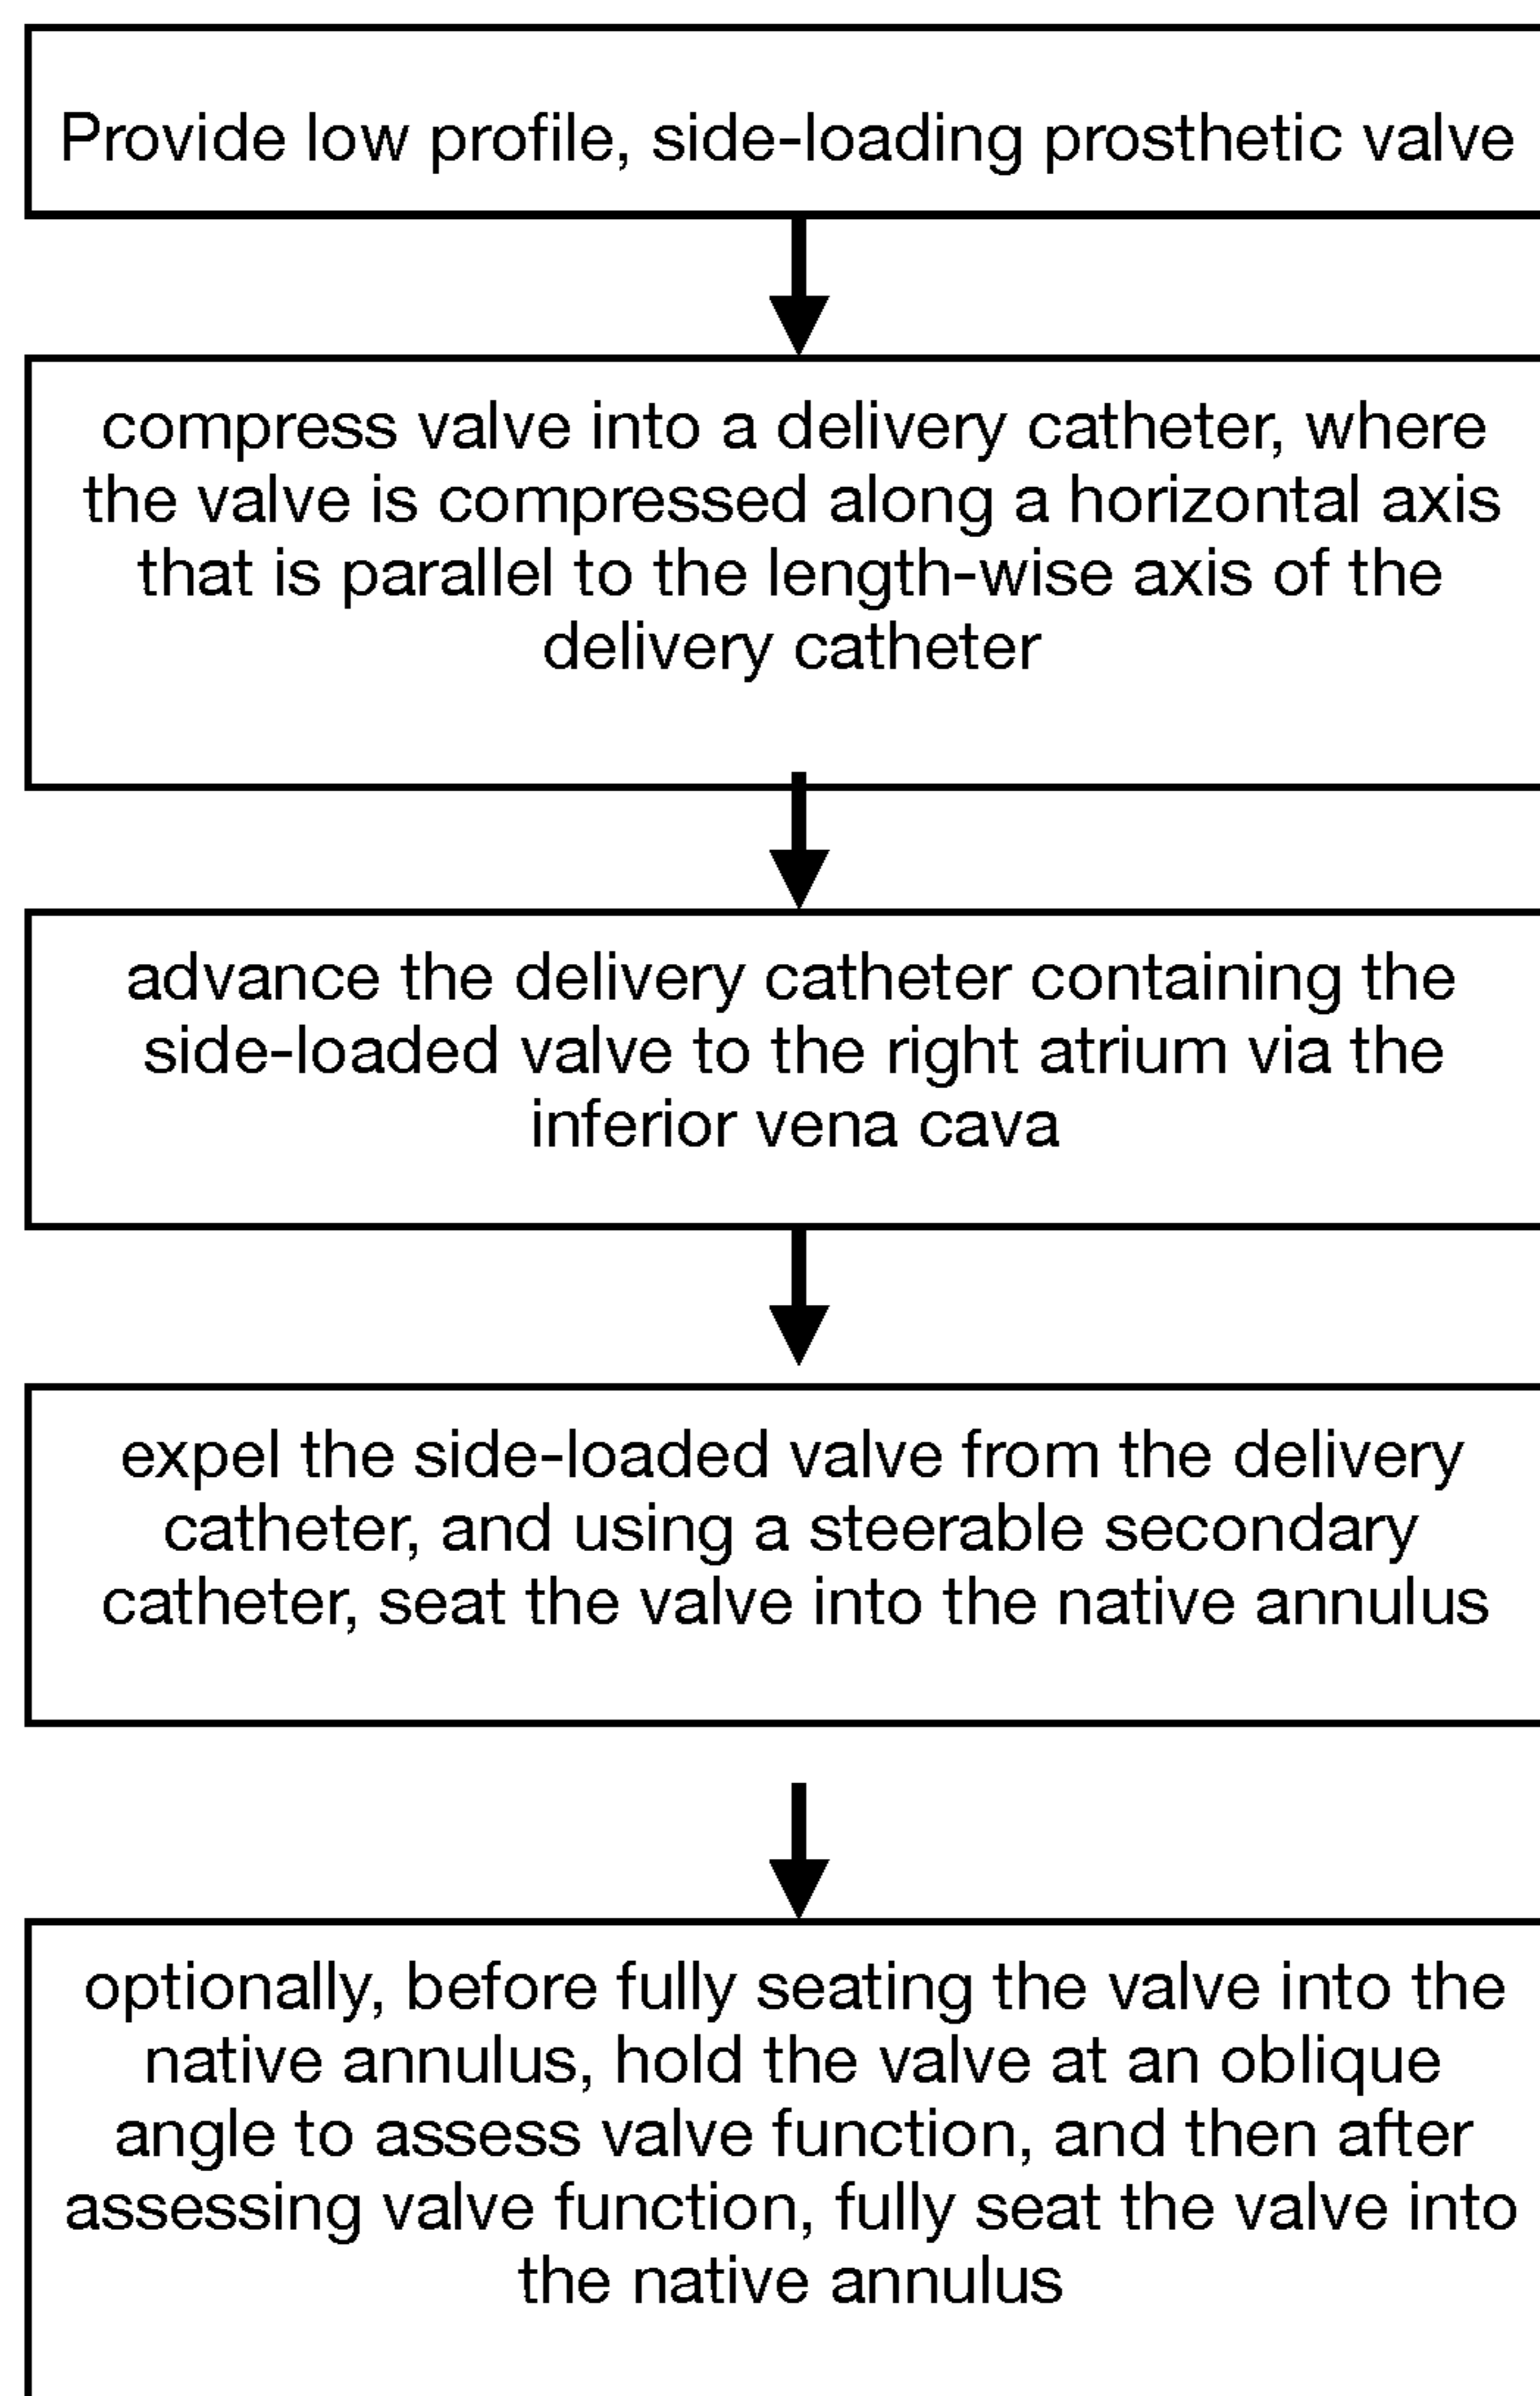 Provide low profile, side-loading prosthetic valve
compress valve into a delivery catheter, where
the valve is compressed along a horizontal axis
that is parallel to the length-wise axis of the
delivery catheter
advance the delivery catheter containing the
side-loaded valve to the right atrium via the
inferior vena cava
expel the side-loaded valve from the delivery
catheter, and using a steerable secondary
catheter, seat the valve into the native annulus
optionally, before fully seating the valve into the
native annulus, hold the valve at an oblique
angle to assess valve function, and then after
assessing valve function, fully seat the valve into
the native annulus